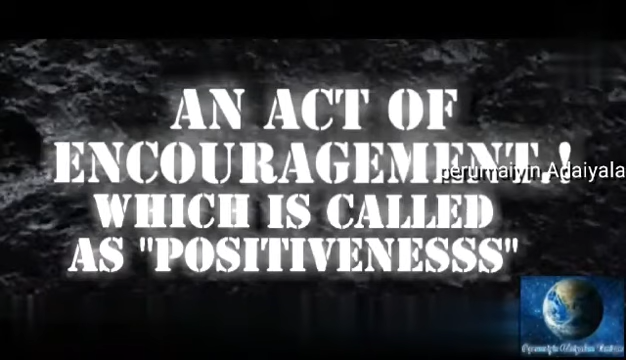 AN ACT OF
ENCOURAGEMENT.!
perumaiyin Adaiyala
WHICH IS CALLED
AS "POSITIVENESSS"